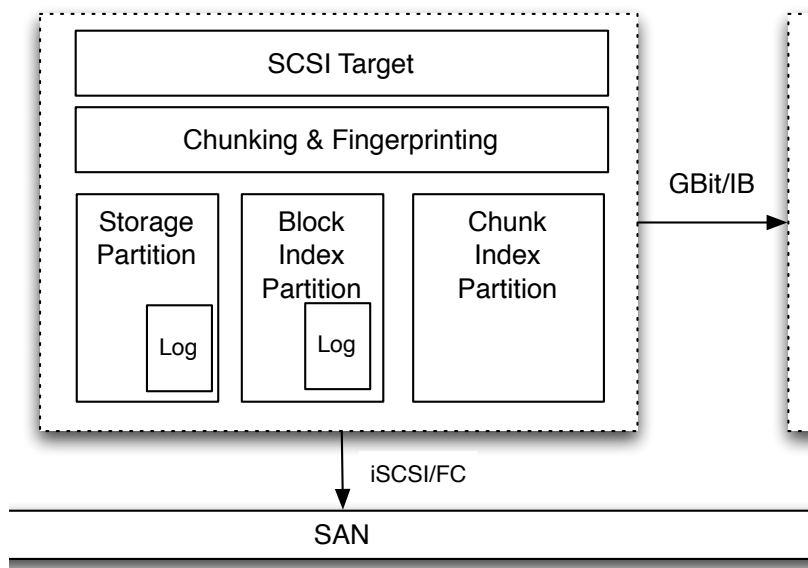 SCSI Target
Chunking & Fingerprinting
GBit/IB
Storage
Partition
Log
Block
Index
Partition
Log
Chunk
Index
Partition
iSCSI/FC
SAN